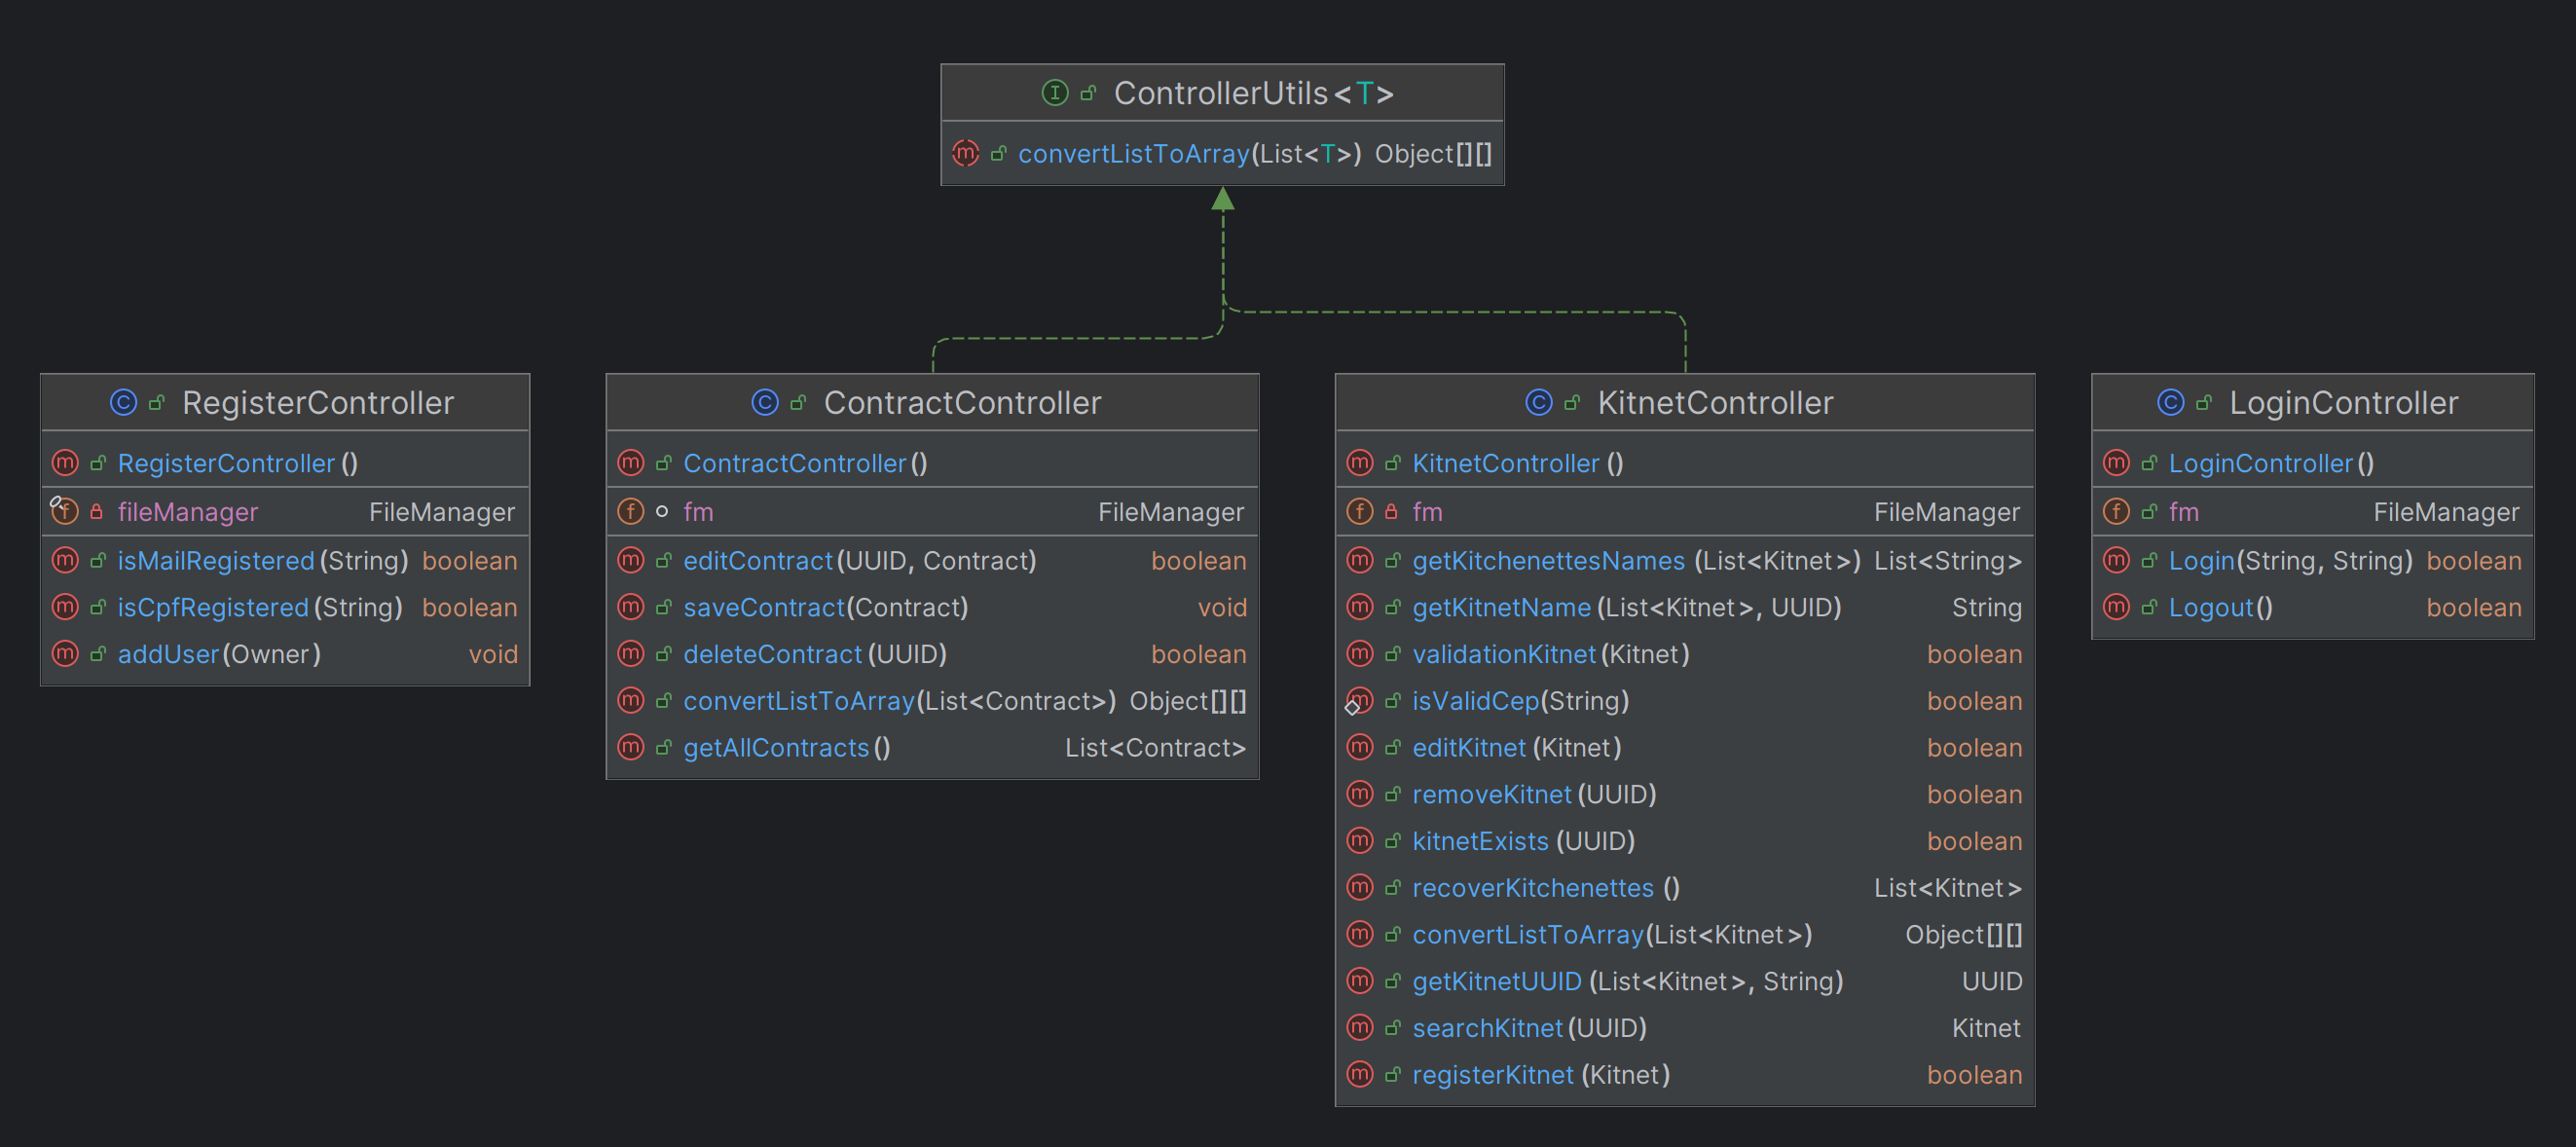 ControllerUtils<T>
convertListToArray(List<T>) Object[][]
RegisterController
RegisterController()
fileManager FileManager
isMailRegistered(String) boolean
isCpfRegistered(String) boolean
addUser(Owner) void
ContractController
ContractController()
fm FileManager
editContract(UUID, Contract) boolean
saveContract(Contract) void
deleteContract(UUID) boolean
convertListToArray(List<Contract>) Object[][]
getAllContracts() List<Contract>
KitnetController
KitnetController()
fm FileManager
getKitchenettesNames(List<Kitnet>) List<String>
getKitnetName(List<Kitnet>, UUID) String
validationKitnet(Kitnet) boolean
isValidCep(String) boolean
editKitnet(Kitnet) boolean
removeKitnet(UUID) boolean
kitnetExists(UUID) boolean
recoverKitchenettes() List<Kitnet>
convertListToArray(List<Kitnet>) Object[][]
getKitnetUUID(List<Kitnet>, String) UUID
searchKitnet(UUID) Kitnet
registerKitnet(Kitnet) boolean
LoginController
LoginController()
fm FileManager
Login(String, String) boolean
Logout() boolean